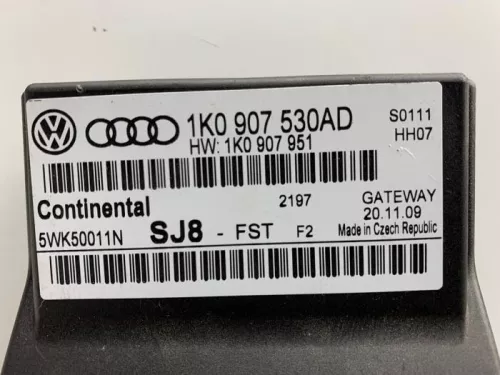 1K0 907 530AD
S0111
HW: 1K0 907 951
HH07
Continental
2197
GATEWAY
20.11.09
5WK50011N
SJ8 - FST F2
Made in Czech Republic